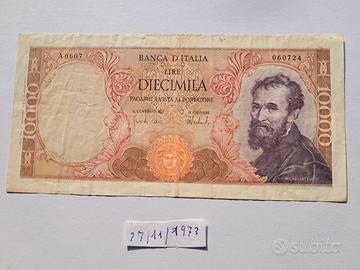 A 0607
BANCA D'ITALIA
060724
LIRE
DIECIMILA
PAGABILI A VISTA AL PORTATORE
IL GOVERNATORE
IL CASSIERE
10000
10000
MICHELANGELO
27/11/1973
subito